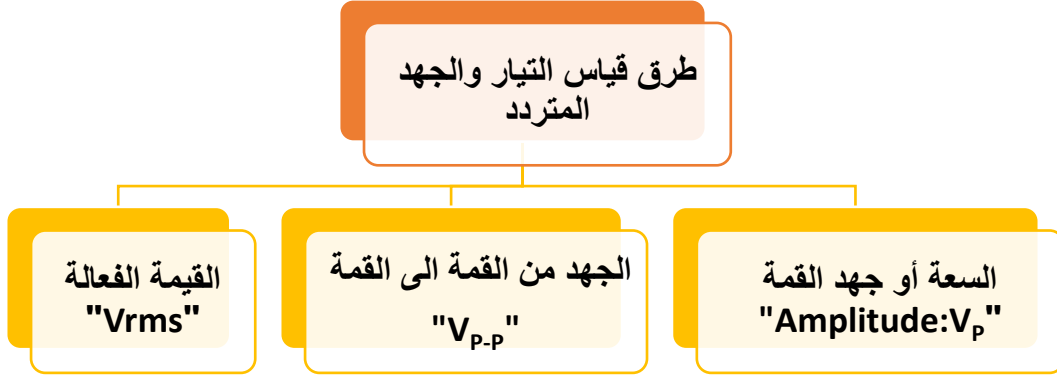 طرق قياس التيار والجهد
المتردد
السعة أو جهد القمة
"Amplitude:VP"
الجهد من القمة الى القمة
"VP-P"
القيمة الفعالة
"Vrms"